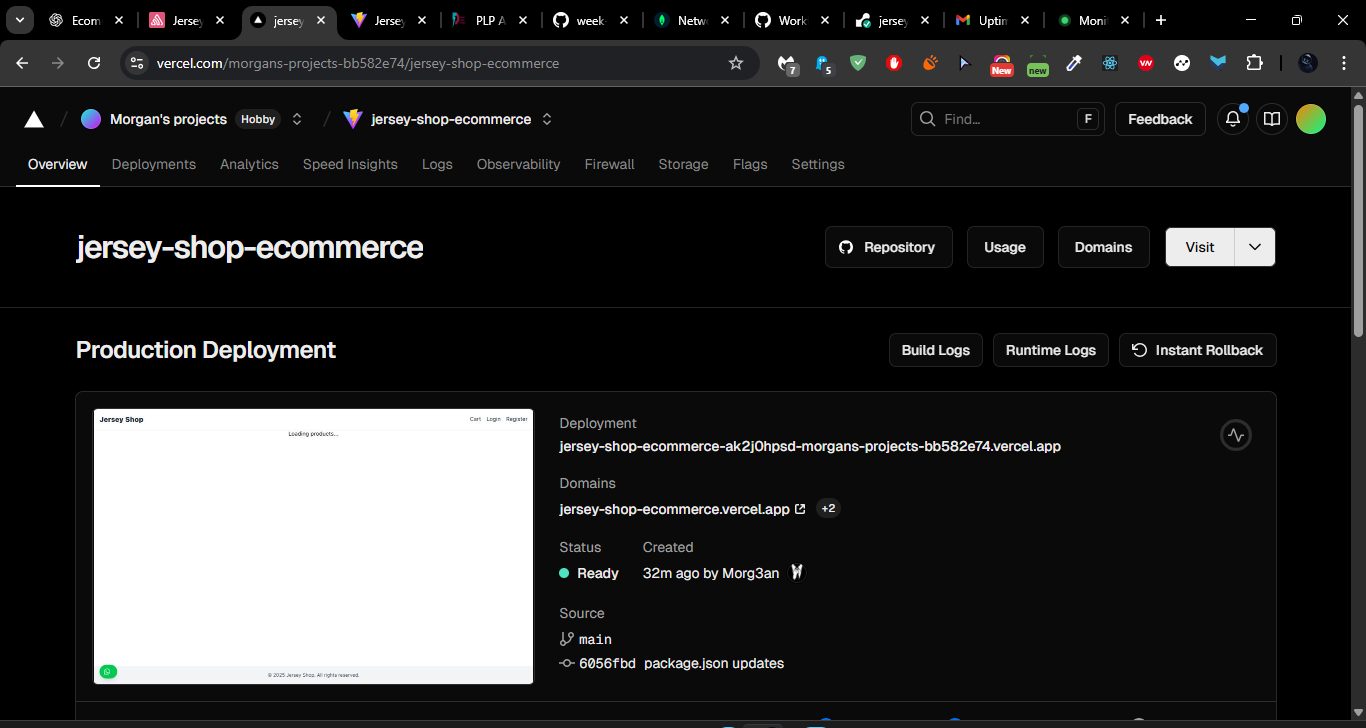 Ecom
Jersey
jersey
Jersey
PLP A
week-
Netw
Work
jersey
Uptim
Moni
vercel.com/morgans-projects-bb582e74/jersey-shop-ecommerce
7
5
New
new
Morgan's projects Hobby
jersey-shop-ecommerce
Find...
F
Feedback
Overview
Deployments
Analytics
Speed Insights
Logs
Observability
Firewall
Storage
Flags
Settings
jersey-shop-ecommerce
Repository
Usage
Domains
Visit
Production Deployment
Build Logs
Runtime Logs
Instant Rollback
Jersey Shop
Cart Login Register
Loading products...
© 2025 Jersey Shop. All rights reserved.
Deployment
jersey-shop-ecommerce-ak2j0hpsd-morgans-projects-bb582e74.vercel.app
Domains
jersey-shop-ecommerce.vercel.app +2
Status Created
Ready 32m ago by Morg3an
Source
main
6056fbd package.json updates